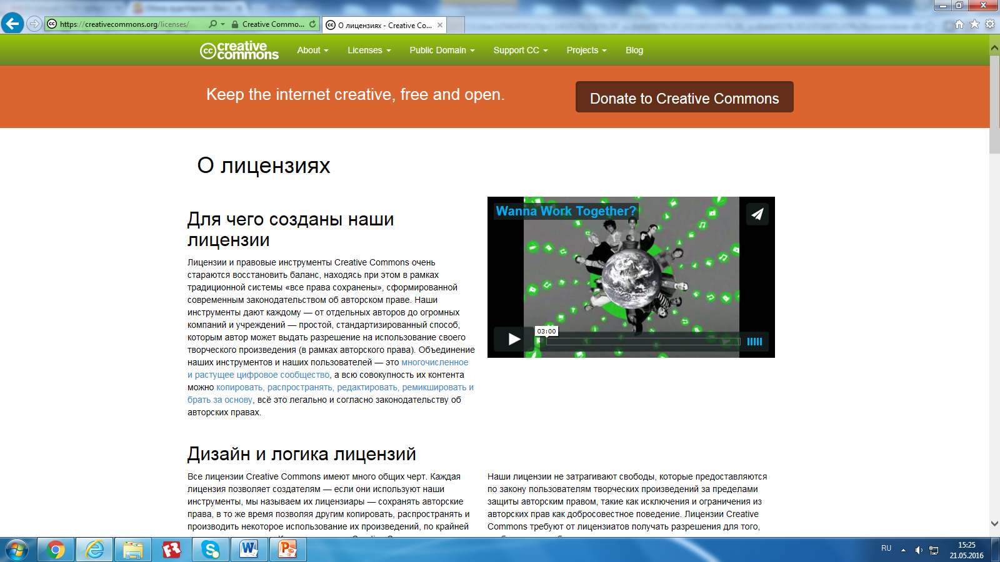 https://creativecommons.org/licenses/
Creative Commo...
О лицензиях - Creative Co...
creative commons
About
Licenses
Public Domain
Support CC
Projects
Blog
Keep the internet creative, free and open.
Donate to Creative Commons
О лицензиях
Для чего созданы наши
лицензии
Лицензии и правовые инструменты Creative Commons очень
стараются восстановить баланс, находясь при этом в рамках
традиционной системы «все права сохранены», сформированной
современным законодательством об авторском праве. Наши
инструменты дают каждому — от отдельных авторов до огромных
компаний и учреждений — простой, стандартизированный способ,
которым автор может выдать разрешение на использование своего
творческого произведения (в рамках авторского права). Объединение
наших инструментов и наших пользователей — это многочисленное
и растущее цифровое сообщество, а всю совокупность их контента
можно копировать, распространять, редактировать, ремикшировать и
брать за основу, всё это легально и согласно законодательству об
авторских правах.
Wanna Work Together?
03:00
Дизайн и логика лицензий
Все лицензии Creative Commons имеют много общих черт. Каждая
лицензия позволяет создателям — если они используют наши
инструменты, мы называем их лицензиары — сохранять авторские
права, в то же время позволяя другим копировать, распространять и
производить некоторое использование их произведений, по крайней
Наши лицензии не затрагивают свободы, которые предоставляются
по закону пользователям творческих произведений за пределами
защиты авторским правом, такие как исключения и ограничения из
авторских прав как добросовестное поведение. Лицензии Creative
Commons требуют от лицензиатов получать разрешения для того,
RU
15:25
21.05.2016